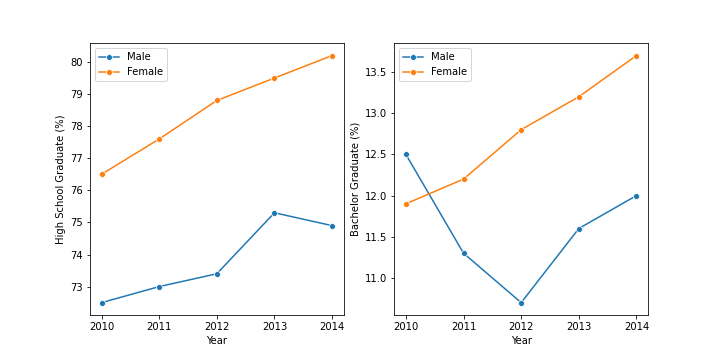 Male
Female
80
79
78
77
76
75
74
73
High School Graduate (%)
2010 2011 2012 2013 2014
Year
Male
Female
13.5
13.0
12.5
12.0
11.5
11.0
Bachelor Graduate (%)
2010 2011 2012 2013 2014
Year